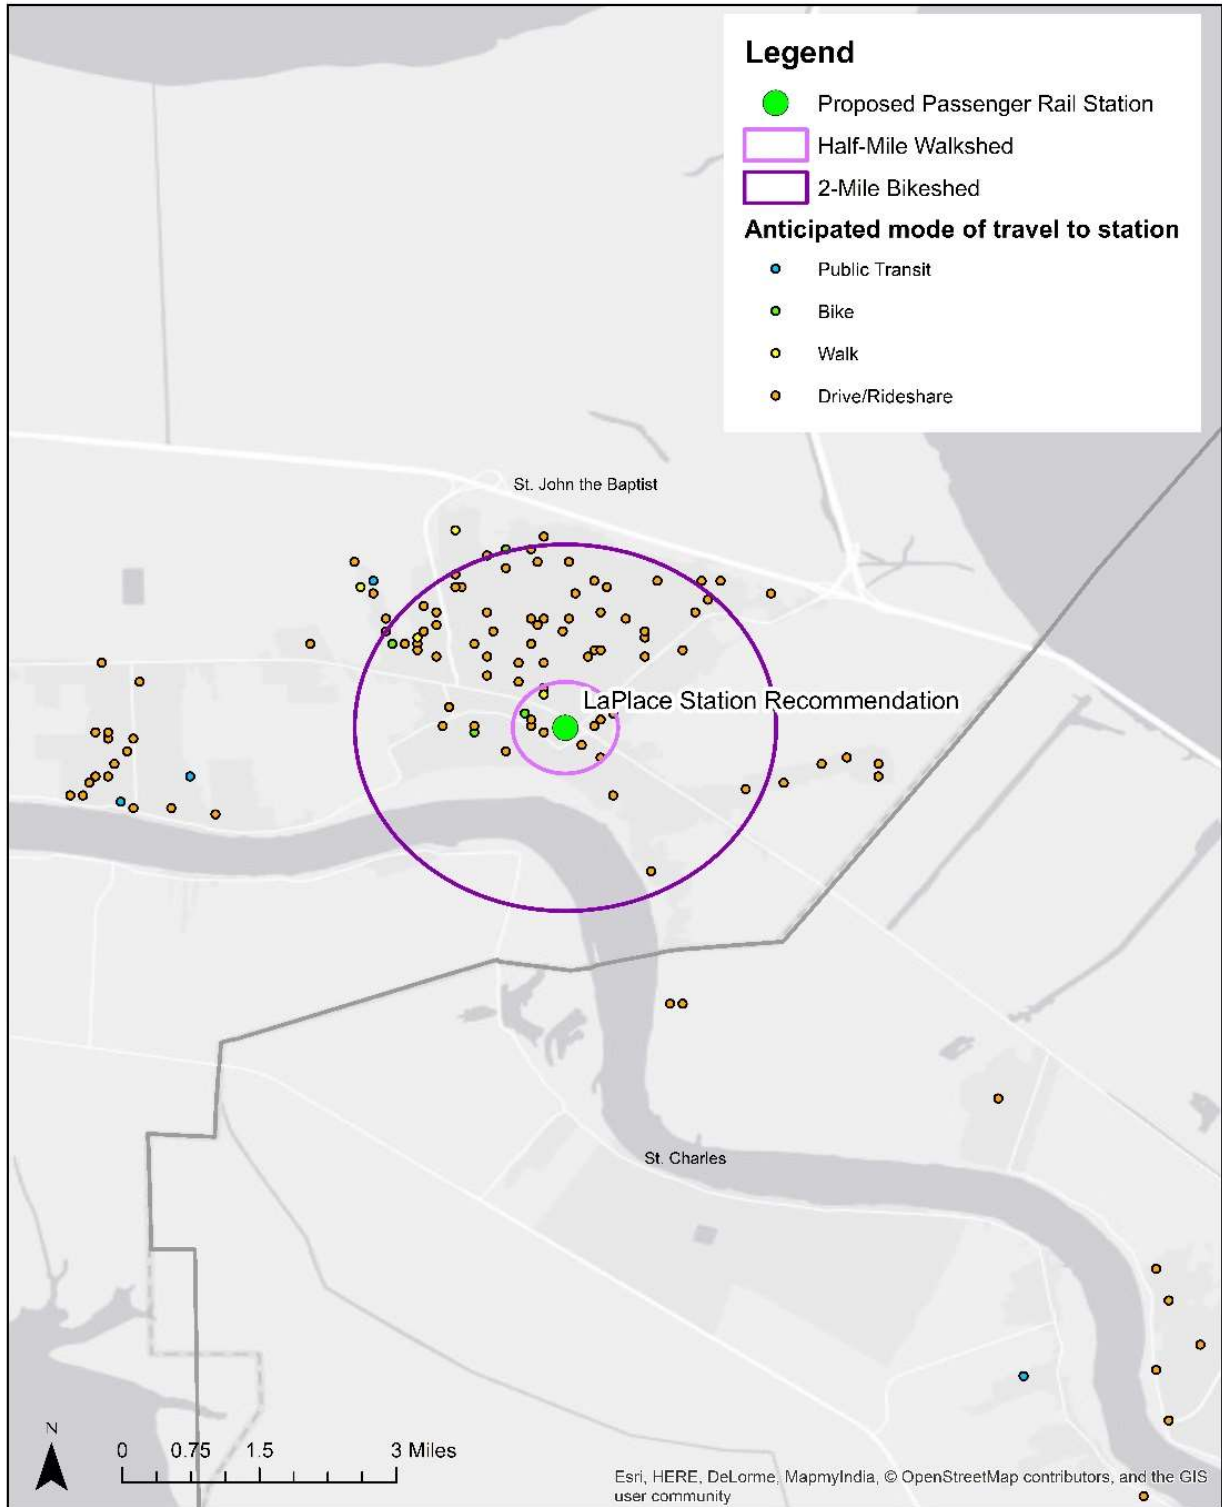 Legend
Proposed Passenger Rail Station
Half-Mile Walkshed
2-Mile Bikeshed
Anticipated mode of travel to station
Public Transit
Bike
Walk
Drive/Rideshare
St. John the Baptist
LaPlace Station Recommendation
St. Charles
N
0 0.75 1.5 3 Miles
Esri, HERE, DeLorme, MapmyIndia, © OpenStreetMap contributors, and the GIS
user community